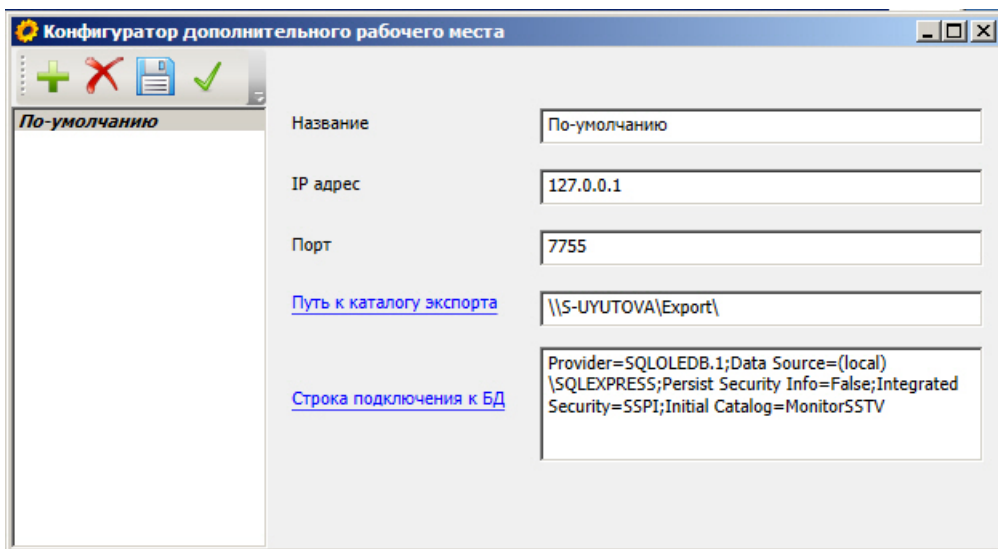 Конфигуратор дополнительного рабочего места
По-умолчанию
Название
По-умолчанию
IP адрес
127.0.0.1
Порт
7755
Путь к каталогу экспорта
\\S-UYUTOVA\Export\
Строка подключения к БД
Provider=SQLOLEDB.1;Data Source=(local)
\SQLEXPRESS;Persist Security Info=False;Integrated
Security=SSPI;Initial Catalog=MonitorSSTV